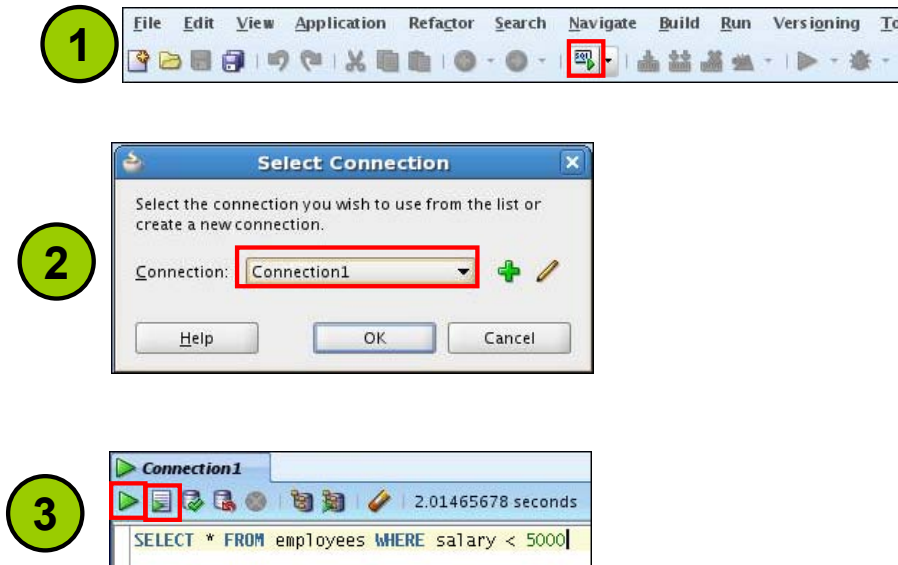 1
File Edit View Application Refactor Search Navigate Build Run Versioning To
SQL
2
Select Connection
Select the connection you wish to use from the list or
create a new connection.
Connection: Connection1
Help OK Cancel
3
Connection1
2.01465678 seconds
SELECT * FROM employees WHERE salary < 5000